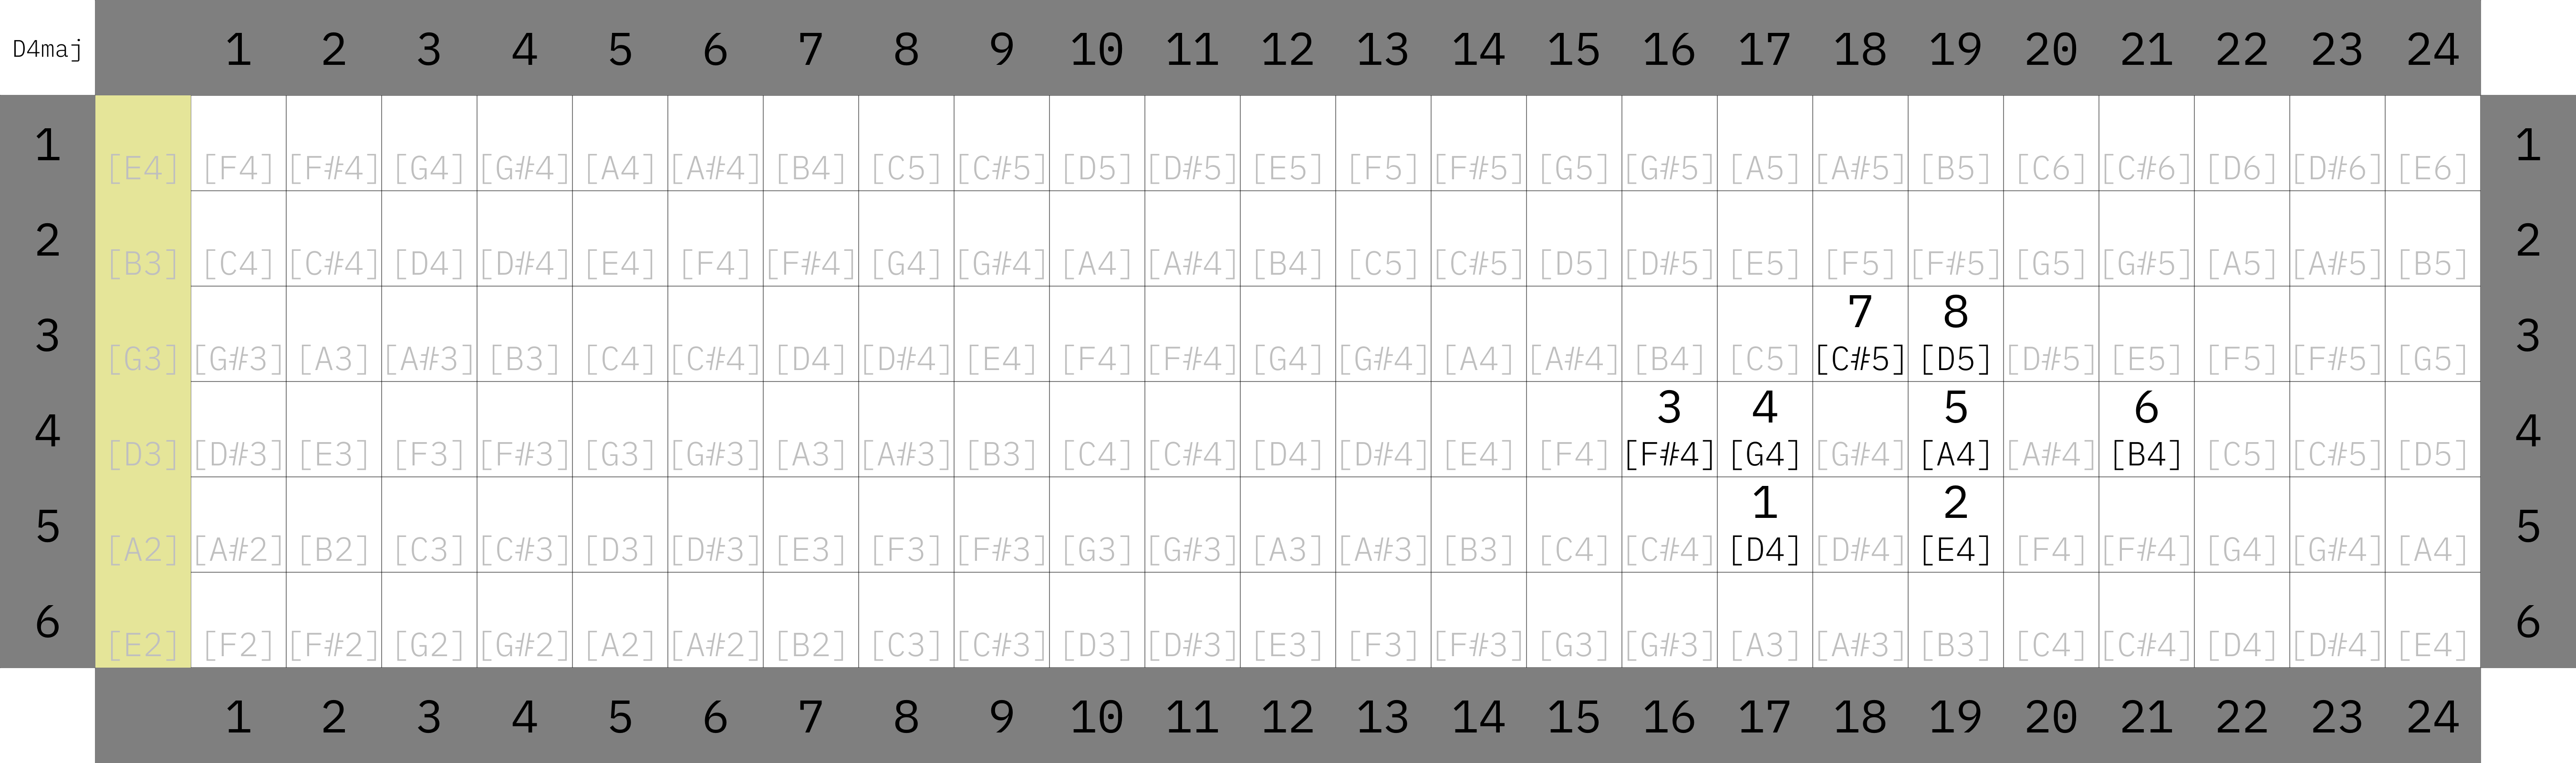 D4maj 1 2 3 4 5 6 7 8 9 10 11 12 13 14 15 16 17 18 19 20 21 22 23 24
1 [E4] [F4] [F#4] [G4] [G#4] [A4] [A#4] [B4] [C5] [C#5] [D5] [D#5] [E5] [F5] [F#5] [G5] [G#5] [A5] [A#5] [B5] [C6] [C#6] [D6] [D#6] [E6] 1
2 [B3] [C4] [C#4] [D4] [D#4] [E4] [F4] [F#4] [G4] [G#4] [A4] [A#4] [B4] [C5] [C#5] [D5] [D#5] [E5] [F5] [F#5] [G5] [G#5] [A5] [A#5] [B5] 2
7 8
3 [G3] [G#3] [A3] [A#3] [B3] [C4] [C#4] [D4] [D#4] [E4] [F4] [F#4] [G4] [G#4] [A4] [A#4] [B4] [C5] [C#5] [D5] [D#5] [E5] [F5] [F#5] [G5] 3
3 4 5 6
4 [D3] [D#3] [E3] [F3] [F#3] [G3] [G#3] [A3] [A#3] [B3] [C4] [C#4] [D4] [D#4] [E4] [F4] [F#4] [G4] [G#4] [A4] [A#4] [B4] [C5] [C#5] [D5] 4
1 2
5 [A2] [A#2] [B2] [C3] [C#3] [D3] [D#3] [E3] [F3] [F#3] [G3] [G#3] [A3] [A#3] [B3] [C4] [C#4] [D4] [D#4] [E4] [F4] [F#4] [G4] [G#4] [A4] 5
6 [E2] [F2] [F#2] [G2] [G#2] [A2] [A#2] [B2] [C3] [C#3] [D3] [D#3] [E3] [F3] [F#3] [G3] [G#3] [A3] [A#3] [B3] [C4] [C#4] [D4] [D#4] [E4] 6
1 2 3 4 5 6 7 8 9 10 11 12 13 14 15 16 17 18 19 20 21 22 23 24